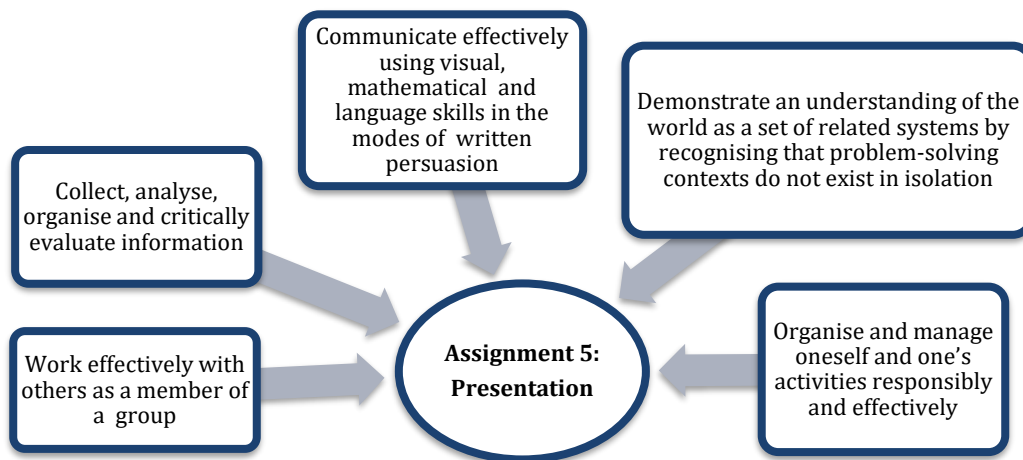 Communicate effectively
using visual,
mathematical and
language skills in the
modes of written
persuasion
Demonstrate an understanding of the
world as a set of related systems by
recognising that problem-solving
contexts do not exist in isolation
Collect, analyse,
organise and critically
evaluate information
Work effectively with
others as a member of
a group
Assignment 5:
Presentation
Organise and manage
oneself and one’s
activities responsibly
and effectively